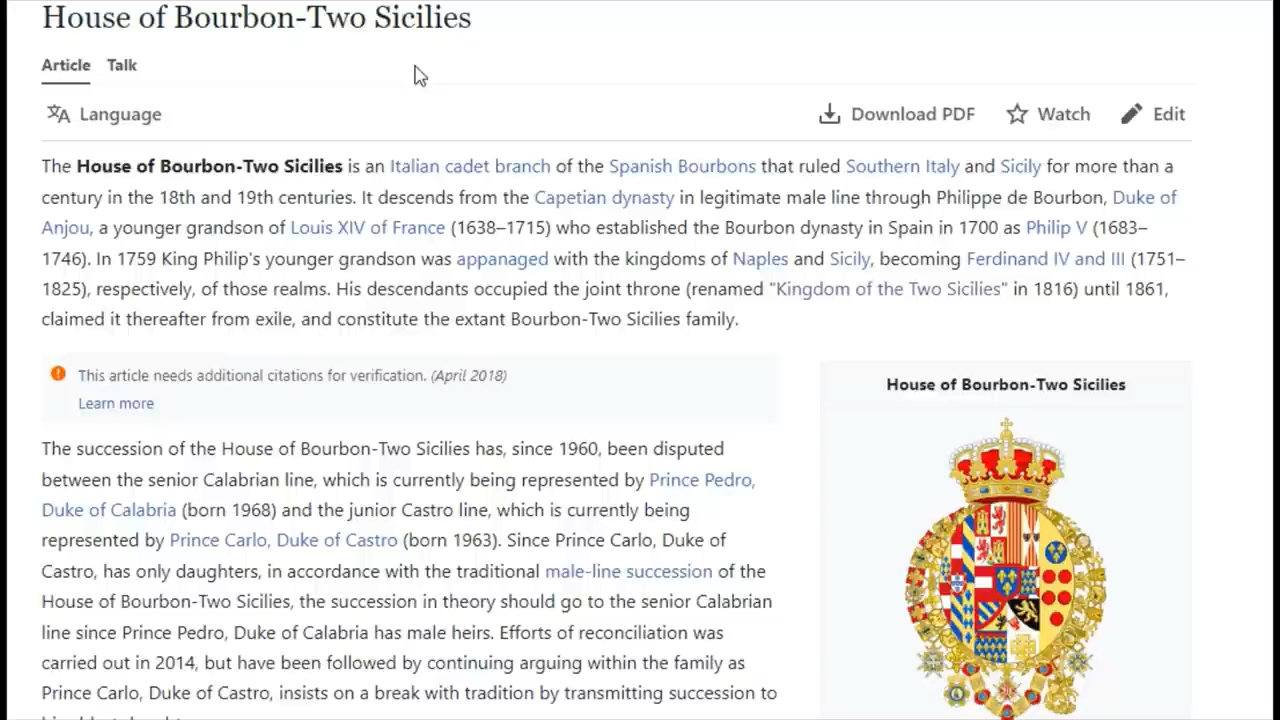 House of Bourbon-Two Sicilies
Article Talk
Language Download PDF Watch Edit
The House of Bourbon-Two Sicilies is an Italian cadet branch of the Spanish Bourbons that ruled Southern Italy and Sicily for more than a
century in the 18th and 19th centuries. It descends from the Capetian dynasty in legitimate male line through Philippe de Bourbon, Duke of
Anjou, a younger grandson of Louis XIV of France (1638–1715) who established the Bourbon dynasty in Spain in 1700 as Philip V (1683–
1746). In 1759 King Philip's younger grandson was appanaged with the kingdoms of Naples and Sicily, becoming Ferdinand IV and III (1751–
1825), respectively, of those realms. His descendants occupied the joint throne (renamed "Kingdom of the Two Sicilies" in 1816) until 1861,
claimed it thereafter from exile, and constitute the extant Bourbon-Two Sicilies family.
This article needs additional citations for verification. (April 2018)
Learn more
House of Bourbon-Two Sicilies
The succession of the House of Bourbon-Two Sicilies has, since 1960, been disputed
between the senior Calabrian line, which is currently being represented by Prince Pedro,
Duke of Calabria (born 1968) and the junior Castro line, which is currently being
represented by Prince Carlo, Duke of Castro (born 1963). Since Prince Carlo, Duke of
Castro, has only daughters, in accordance with the traditional male-line succession of the
House of Bourbon-Two Sicilies, the succession in theory should go to the senior Calabrian
line since Prince Pedro, Duke of Calabria has male heirs. Efforts of reconciliation was
carried out in 2014, but have been followed by continuing arguing within the family as
Prince Carlo, Duke of Castro, insists on a break with tradition by transmitting succession to